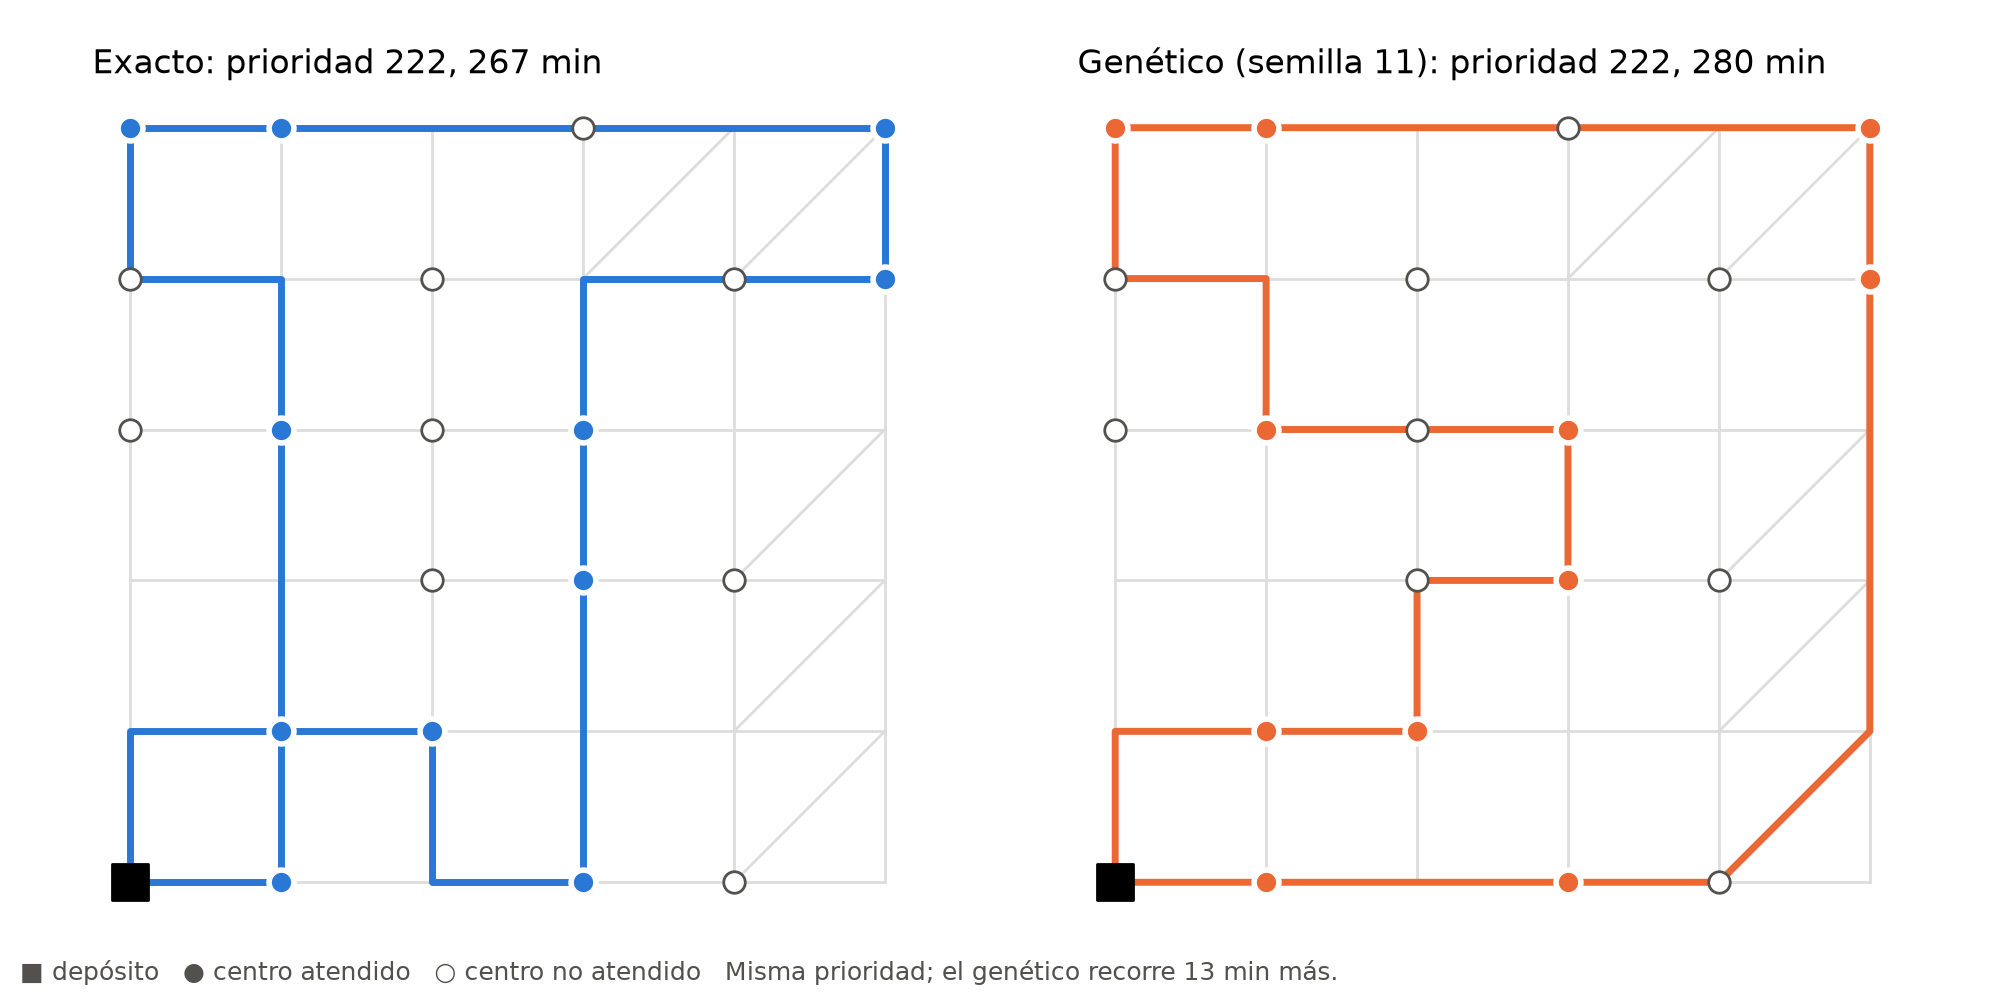 Exacto: prioridad 222, 267 min
Genético (semilla 11): prioridad 222, 280 min
■ depósito ● centro atendido ○ centro no atendido Misma prioridad; el genético recorre 13 min más.